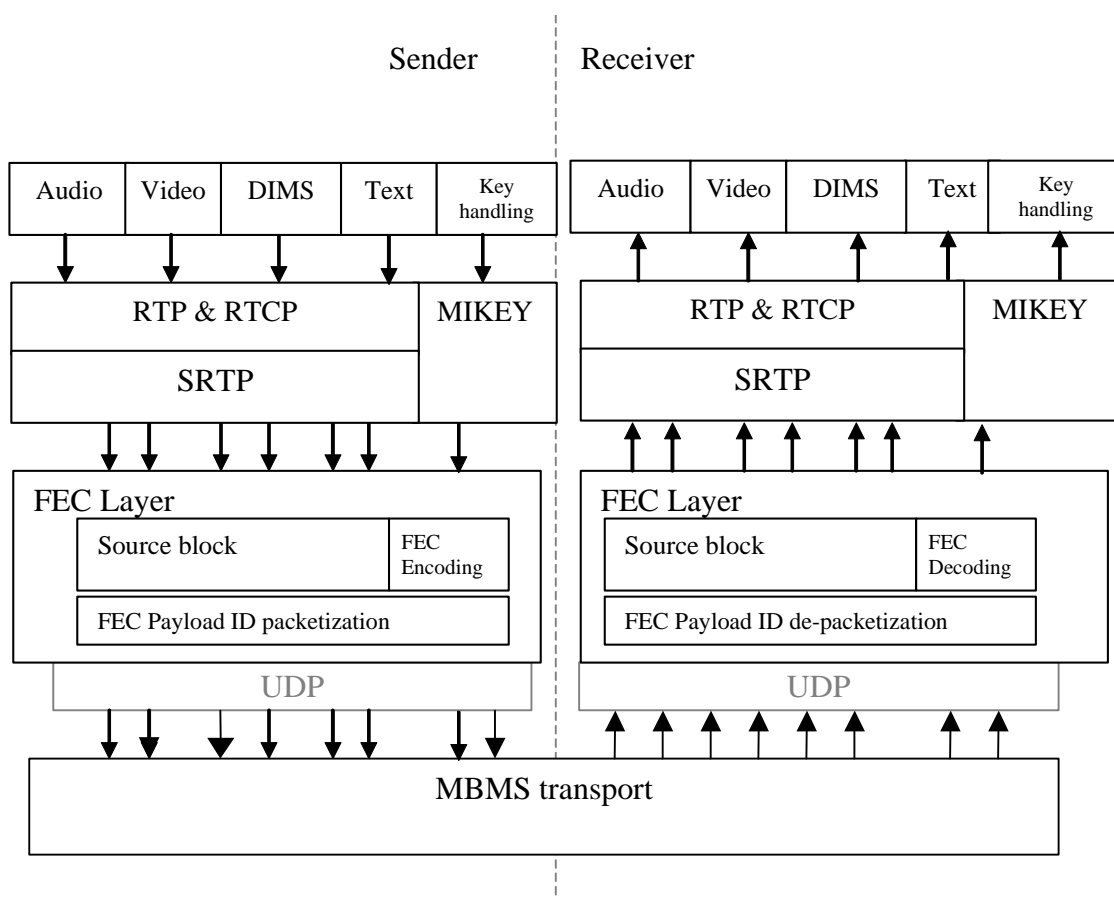 Sender
Receiver
Audio Video DIMS Text Key
handling
Audio Video DIMS Text Key
handling
RTP & RTCP MIKEY
SRTP
RTP & RTCP MIKEY
SRTP
FEC Layer
Source block FEC
Encoding
FEC Payload ID packetization
FEC Layer
Source block FEC
Decoding
FEC Payload ID de-packetization
UDP
UDP
MBMS transport